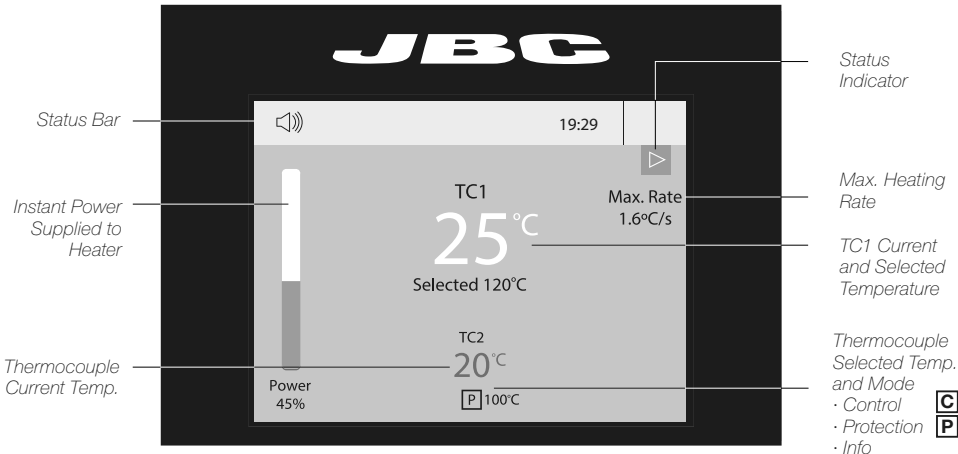 JBC
Status
Indicator
Status Bar
19:29
Instant Power
Supplied to
Heater
TC1
25°C
Selected 120°C
Max. Rate
1.6ºC/s
Max. Heating
Rate
TC1 Current
and Selected
Temperature
Thermocouple
Current Temp.
TC2
20°C
P 100°C
Power
45%
Thermocouple
Selected Temp.
and Mode
· Control C
· Protection P
· Info